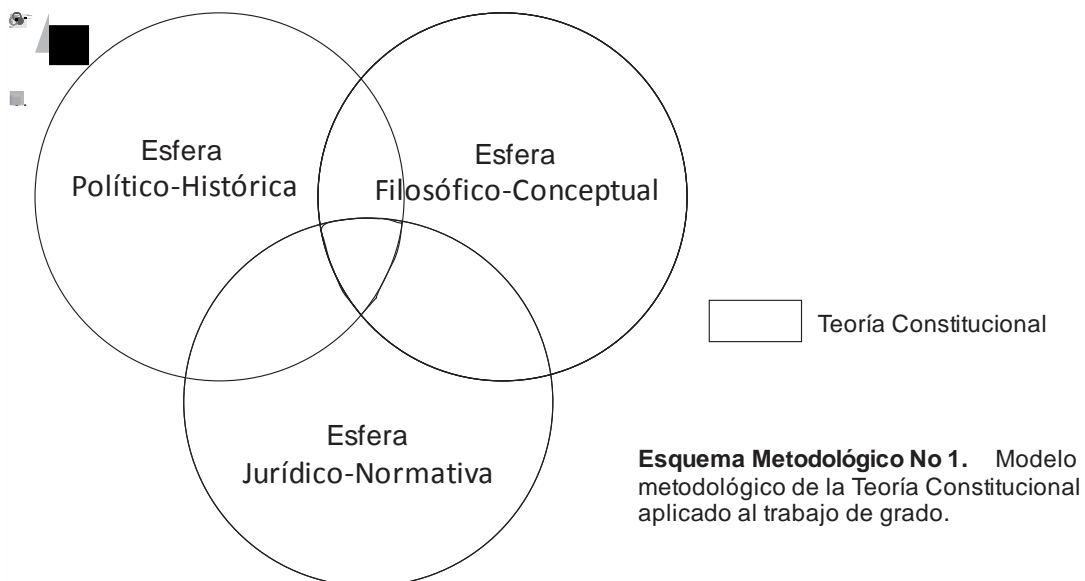 Esfera
Político-Histórica
Esfera
Filosófico-Conceptual
Teoría Constitucional
Esfera
Jurídico-Normativa
Esquema Metodológico No 1. Modelo
metodológico de la Teoría Constitucional
aplicado al trabajo de grado.